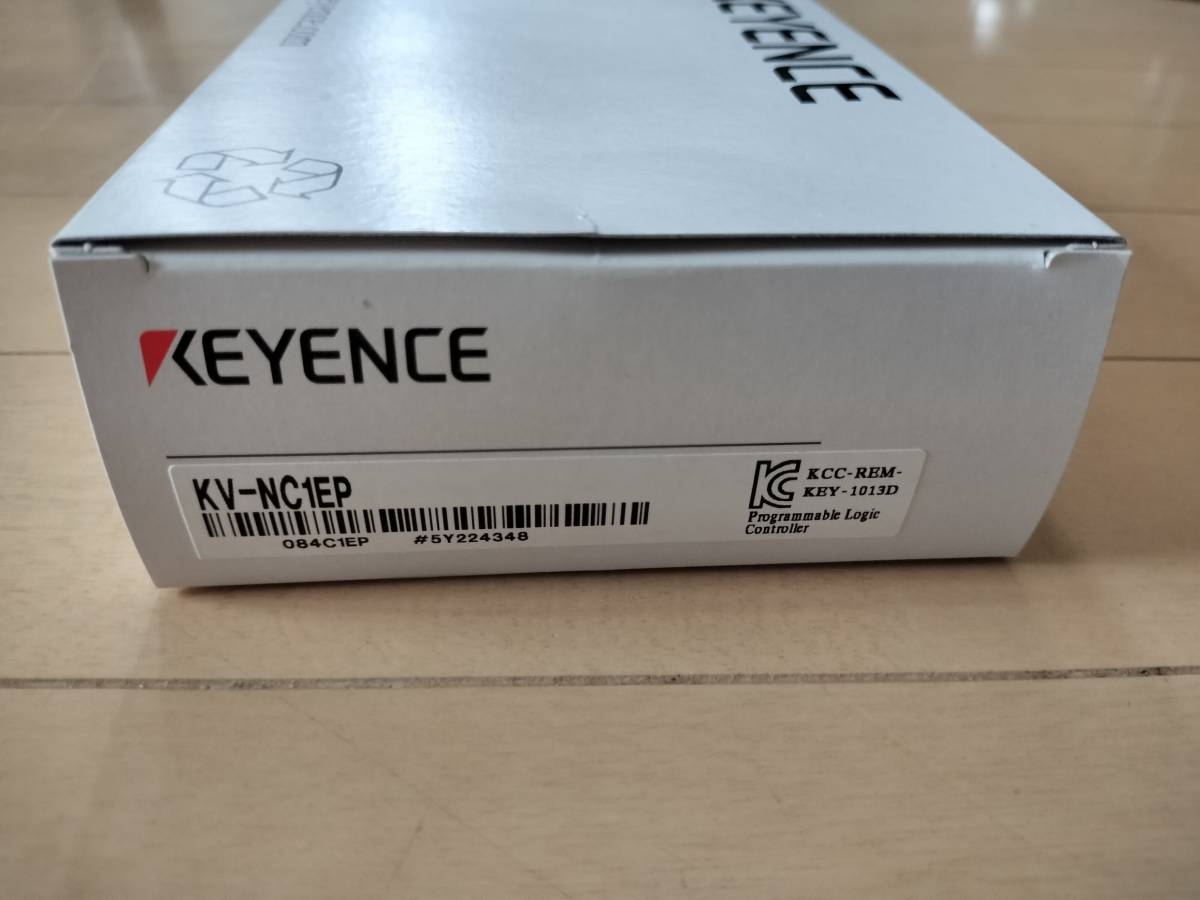 KEYENCE
KEYENCE
KV-NC1EP
084C1EP #5Y224348
KCC-REM-
KEY-1013D
Programmable Logic
Controller